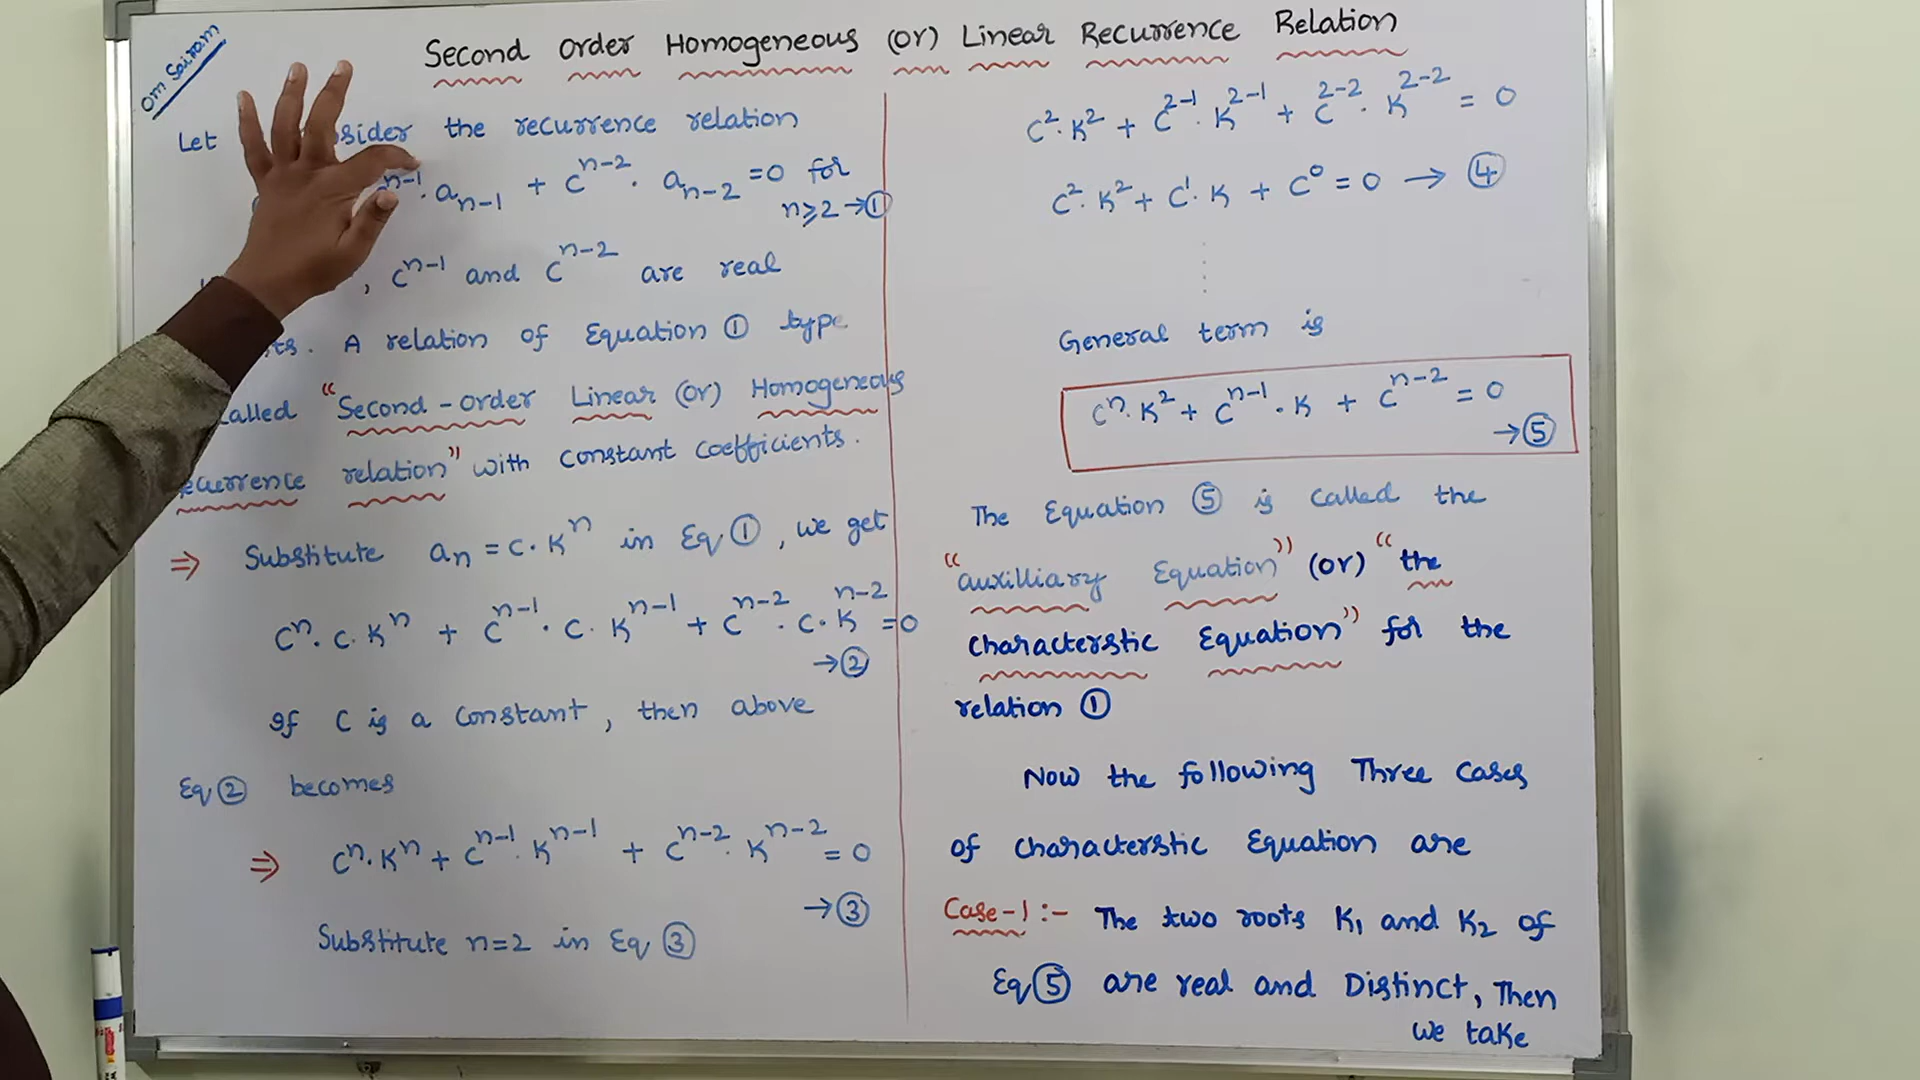 Om Sairam
Second Order Homogeneous (or) Linear Recurrence Relation
Let sider the recurrence relation
n-1 · a_{n-1} + C^{n-2} · a_{n-2} = 0 for
n ≥ 2 → ①
, C^{n-1} and C^{n-2} are real
ts. A relation of Equation ① type
called "Second-order Linear (or) Homogeneous
ecurrence relation" with constant coefficients.
⇒ Substitute a_n = C · K^n in Eq ①, we get
C^n · C · K^n + C^{n-1} · C · K^{n-1} + C^{n-2} · C · K^{n-2} = 0
→ ②
If C is a Constant, then above
Eq ② becomes
⇒ C^n · K^n + C^{n-1} · K^{n-1} + C^{n-2} · K^{n-2} = 0
→ ③
Substitute n=2 in Eq ③
C^2 · K^2 + C^{2-1} · K^{2-1} + C^{2-2} · K^{2-2} = 0
C^2 · K^2 + C^1 · K + C^0 = 0 → ④
General term is
C^n · K^2 + C^{n-1} · K + C^{n-2} = 0
→ ⑤
The Equation ⑤ is called the
"auxilliary Equation" (or) "the
characterstic Equation" for the
relation ①
Now the following Three Cases
of characterstic Equation are
Case-1 :- The two roots K_1 and K_2 of
Eq ⑤ are real and Distinct, Then
we take